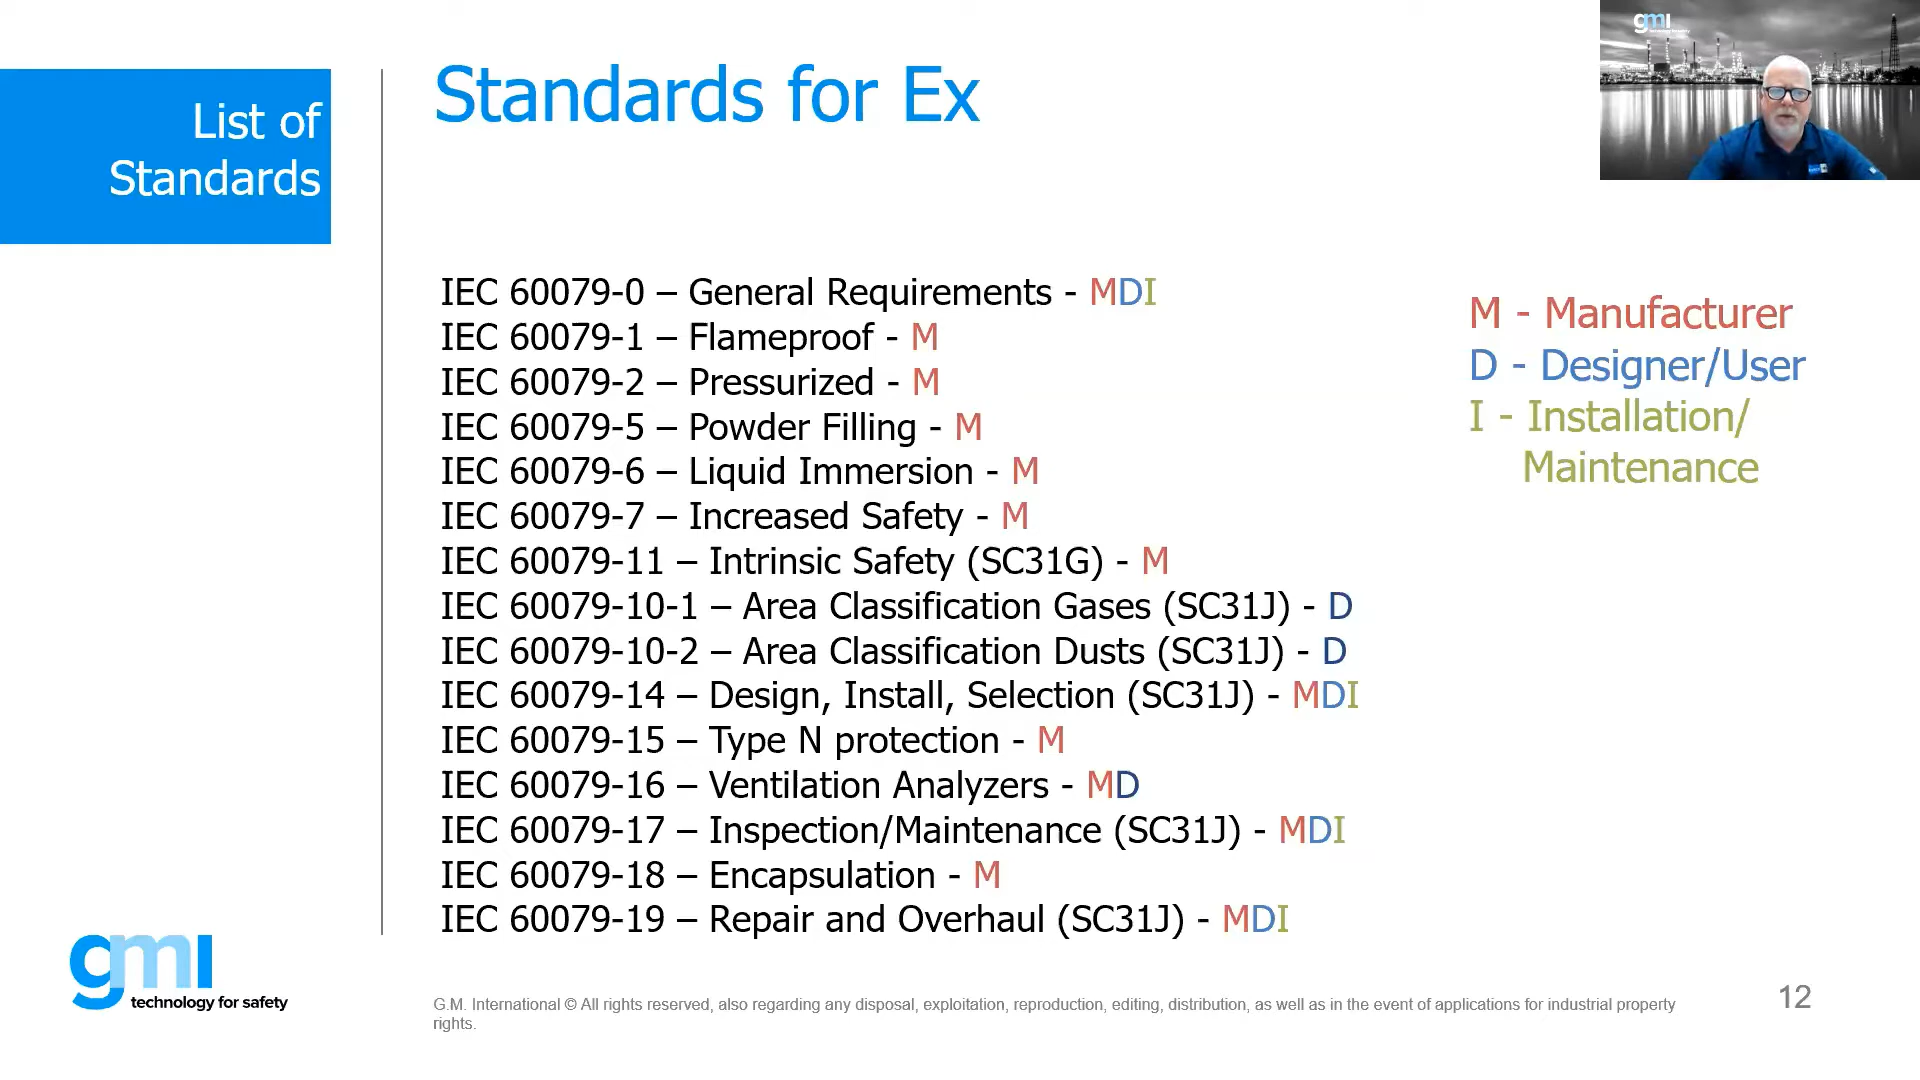 List of
Standards
Standards for Ex
IEC 60079-0 – General Requirements - MDI
IEC 60079-1 – Flameproof - M
IEC 60079-2 – Pressurized - M
IEC 60079-5 – Powder Filling - M
IEC 60079-6 – Liquid Immersion - M
IEC 60079-7 – Increased Safety - M
IEC 60079-11 – Intrinsic Safety (SC31G) - M
IEC 60079-10-1 – Area Classification Gases (SC31J) - D
IEC 60079-10-2 – Area Classification Dusts (SC31J) - D
IEC 60079-14 – Design, Install, Selection (SC31J) - MDI
IEC 60079-15 – Type N protection - M
IEC 60079-16 – Ventilation Analyzers - MD
IEC 60079-17 – Inspection/Maintenance (SC31J) - MDI
IEC 60079-18 – Encapsulation - M
IEC 60079-19 – Repair and Overhaul (SC31J) - MDI
M - Manufacturer
D - Designer/User
I - Installation/
Maintenance
gmi
gmi
technology for safety
G.M. International © All rights reserved, also regarding any disposal, exploitation, reproduction, editing, distribution, as well as in the event of applications for industrial property
rights.
12